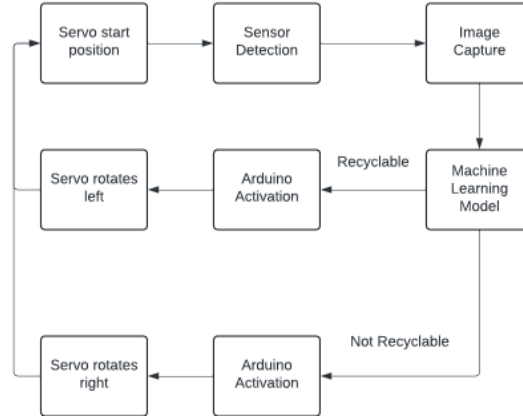 Servo start
position
Sensor
Detection
Image
Capture
Servo rotates
left
Arduino
Activation
Recyclable
Machine
Learning
Model
Servo rotates
right
Arduino
Activation
Not Recyclable